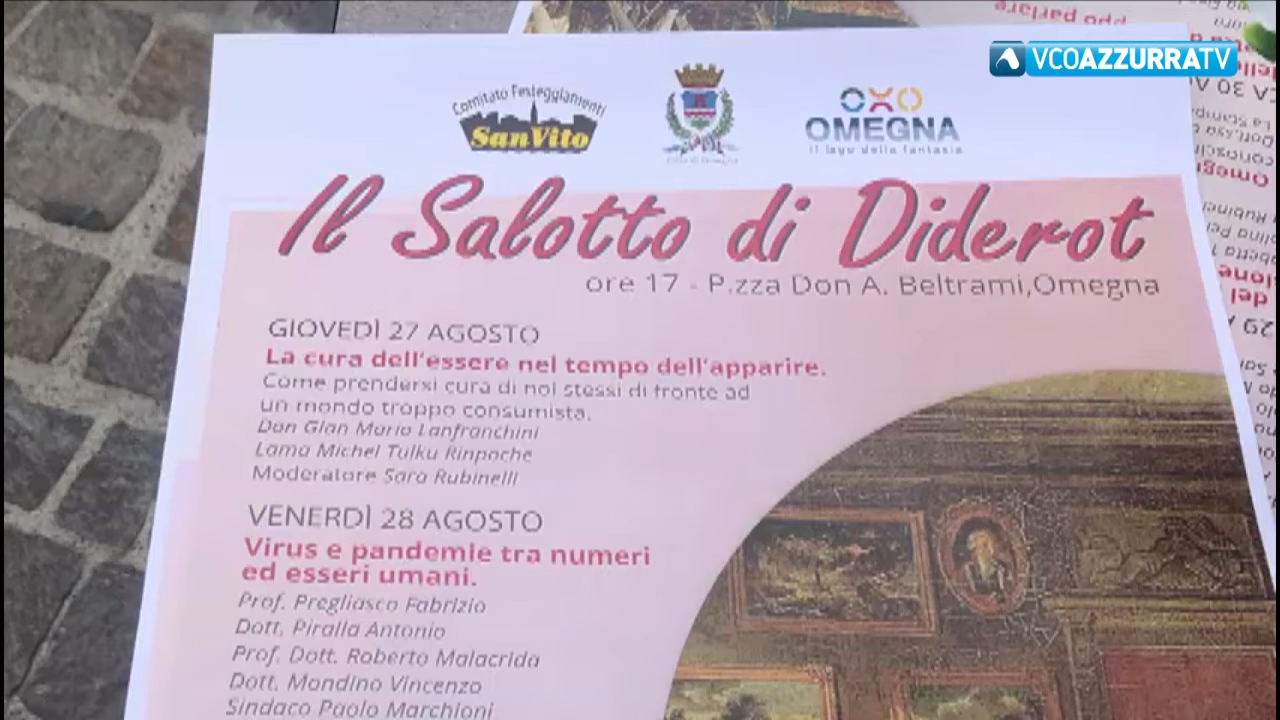 VCOAZZURRATV
Comitato Festeggiamenti
SanVito
Città di Omegna
OMEGNA
il lago della fantasia
Il Salotto di Diderot
ore 17 - P.zza Don A. Beltrami,Omegna
GIOVEDÌ 27 AGOSTO
La cura dell'essere nel tempo dell'apparire.
Come prendersi cura di noi stessi di fronte ad
un mondo troppo consumista.
Don Gian Mario Lanfranchini
Lama Michel Tulku Rinpoche
Moderatore Sara Rubinelli
VENERDÌ 28 AGOSTO
Virus e pandemie tra numeri
ed esseri umani.
Prof. Pregliasco Fabrizio
Dott. Piralla Antonio
Prof. Dott. Roberto Malacrida
Dott. Mondino Vincenzo
Sindaco Paolo Marchioni